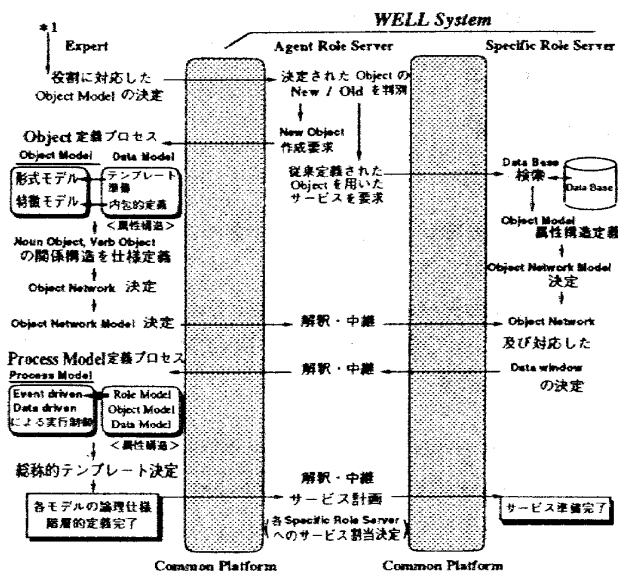 WELL System
*1
Expert
Agent Role Server
Specific Role Server
役割に対応した
Object Model の決定
決定された Object の
New / Old を判別
Object 定義プロセス
New Object
作成要求
Object Model
Data Model
形式モデル
特徴モデル
テンプレート
準備
内包的定義
<属性構造>
従来定義された
Object を用いた
サービスを要求
Data Base
検索
Data Base
Object Model
属性構造定義
Noun Object, Verb Object
の関係構造を仕様定義
Object Network 決定
Object Network Model
決定
Object Network Model 決定
解釈・中継
Object Network
及び対応した
Data window
の決定
Process Model 定義プロセス
解釈・中継
Process Model
Event driven
Data driven
による実行制御
Role Model
Object Model
Data Model
<属性構造>
総称的テンプレート決定
解釈・中継
サービス計画
各モデルの論理仕様
階層的定義完了
サービス準備完了
各 Specific Role Server
へのサービス割当決定
Common Platform
Common Platform